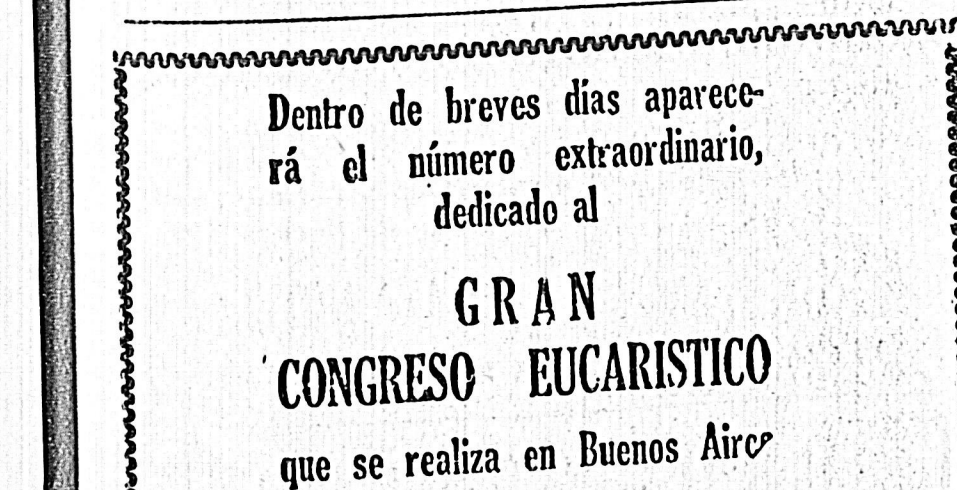 Dentro de breves días aparece-
rá el número extraordinario,
dedicado al
GRAN
CONGRESO EUCARISTICO
que se realiza en Buenos Aires